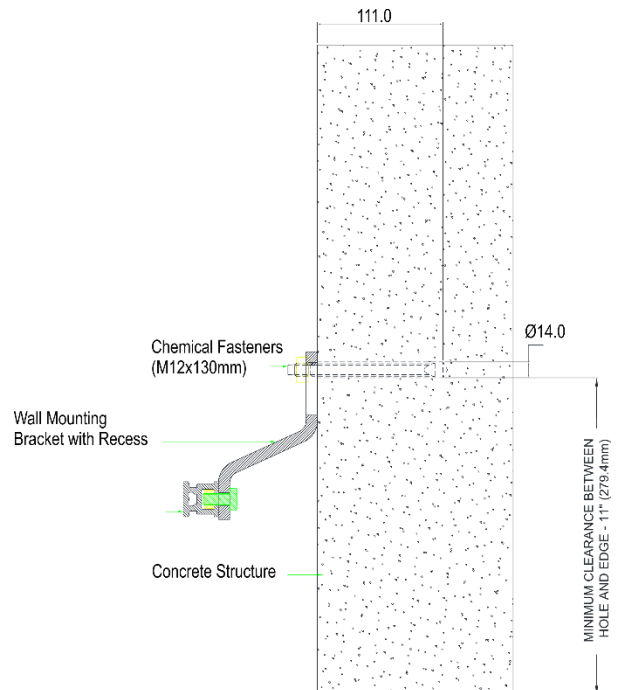 111.0
Ø14.0
Chemical Fasteners
(M12x130mm)
Wall Mounting
Bracket with Recess
Concrete Structure
MINIMUM CLEARANCE BETWEEN
HOLE AND EDGE - 11" (279.4mm)